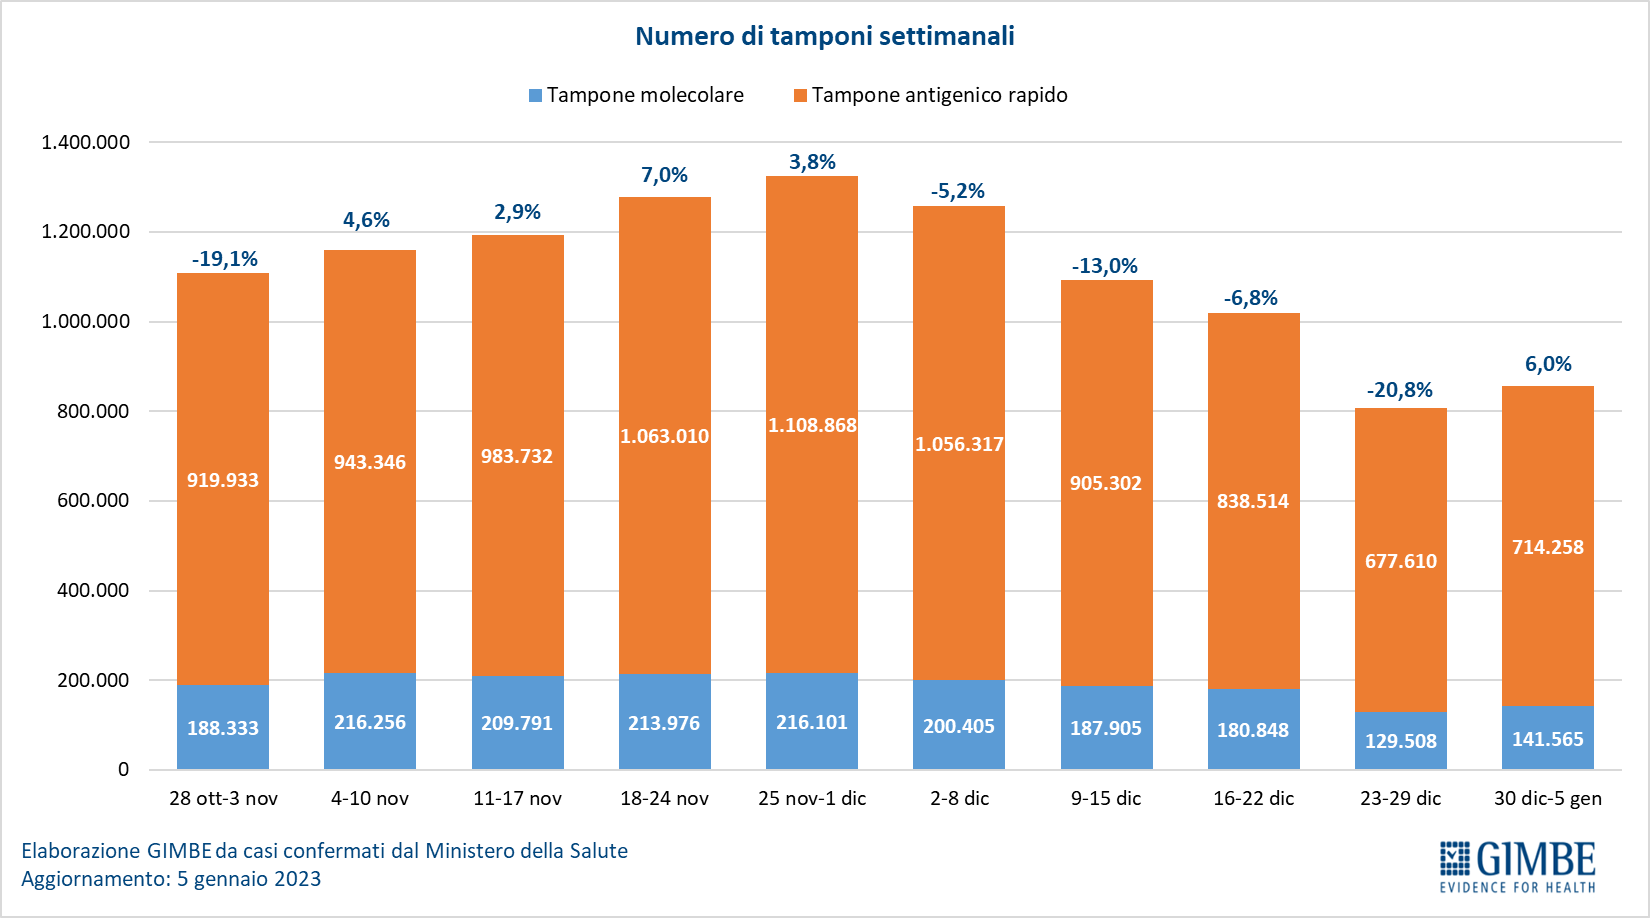 Numero di tamponi settimanali
Tampone molecolare Tampone antigenico rapido
1.400.000
1.200.000
1.000.000
800.000
600.000
400.000
200.000
0
-19,1% 4,6% 2,9% 7,0% 3,8% -5,2% -13,0% -6,8% -20,8% 6,0%
919.933 943.346 983.732 1.063.010 1.108.868 1.056.317 905.302 838.514 677.610 714.258
188.333 216.256 209.791 213.976 216.101 200.405 187.905 180.848 129.508 141.565
28 ott-3 nov 4-10 nov 11-17 nov 18-24 nov 25 nov-1 dic 2-8 dic 9-15 dic 16-22 dic 23-29 dic 30 dic-5 gen
Elaborazione GIMBE da casi confermati dal Ministero della Salute
Aggiornamento: 5 gennaio 2023
GIMBE
EVIDENCE FOR HEALTH